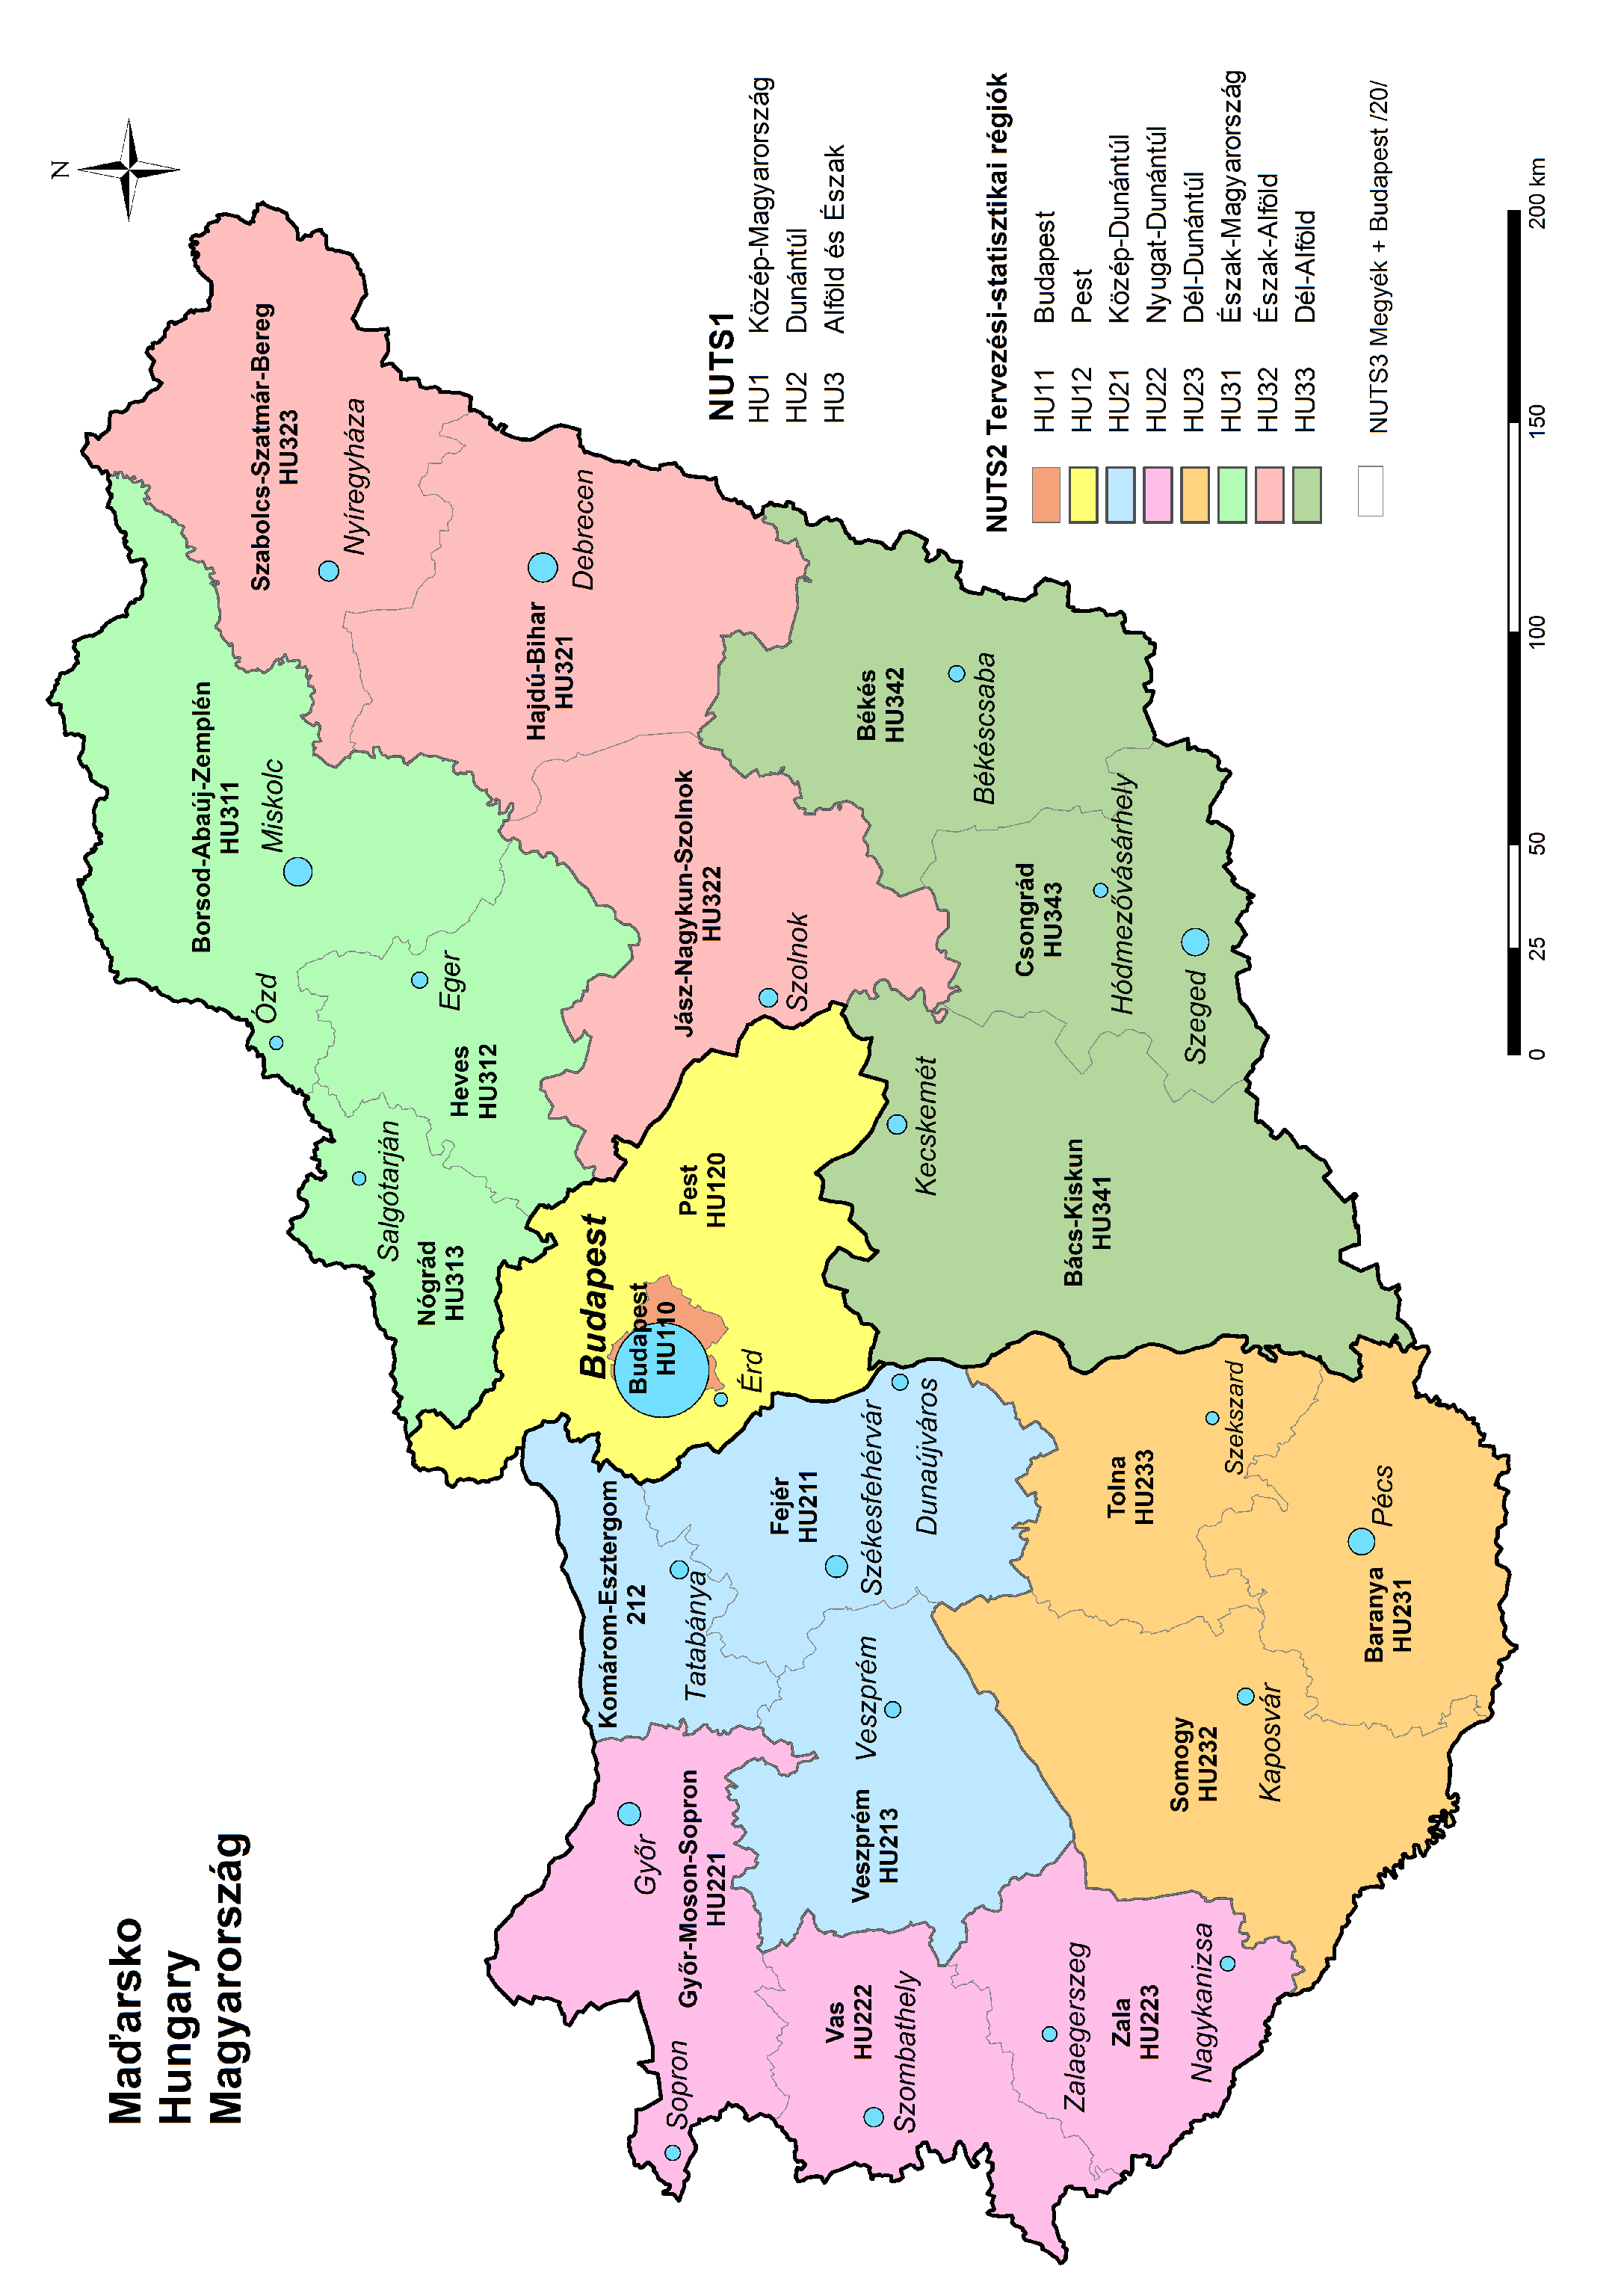 Maďarsko
Hungary
Magyarország
N
Szabolcs-Szatmár-Bereg
HU323
Nyíregyháza
Borsod-Abaúj-Zemplén
HU311
Miskolc
Ózd
Eger
Heves
HU312
Salgótarján
Nógrád
HU313
Hajdú-Bihar
HU321
Debrecen
Jász-Nagykun-Szolnok
HU322
Szolnok
Budapest
Budapest
HU110
Pest
HU120
Érd
Komárom-Esztergom
212
Tatabánya
Győr
Győr-Moson-Sopron
HU221
Sopron
Fejér
HU211
Székesfehérvár
Dunaújváros
Veszprém
Veszprém
HU213
Vas
HU222
Szombathely
Zalaegerszeg
Zala
HU223
Nagykanizsa
Somogy
HU232
Kaposvár
Tolna
HU233
Szekszard
Baranya
HU231
Pécs
Kecskemét
Bács-Kiskun
HU341
Csongrád
HU343
Hódmezővásárhely
Szeged
Békés
HU342
Békéscsaba
NUTS1
HU1 Közép-Magyarország
HU2 Dunántúl
HU3 Alföld és Észak
NUTS2 Tervezési-statisztikai régiók
HU11 Budapest
HU12 Pest
HU21 Közép-Dunántúl
HU22 Nyugat-Dunántúl
HU23 Dél-Dunántúl
HU31 Észak-Magyarország
HU32 Észak-Alföld
HU33 Dél-Alföld
NUTS3 Megyék + Budapest /20/
0 25 50 100 150 200 km